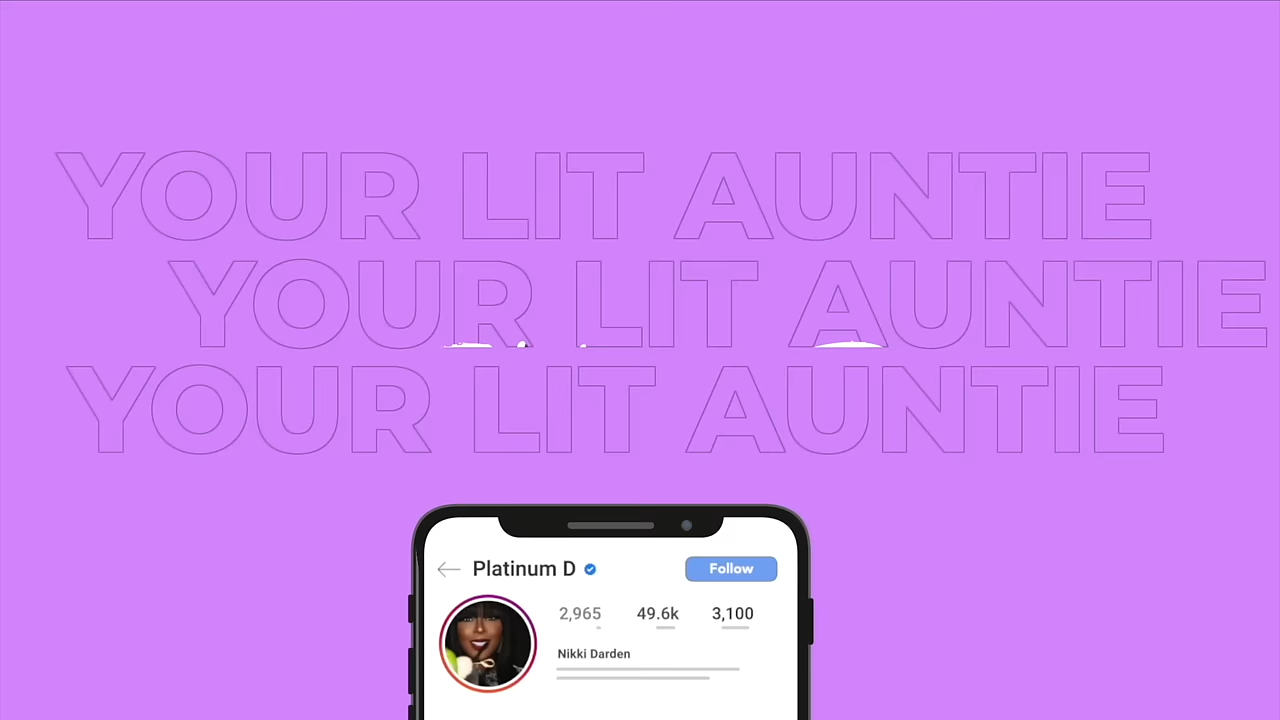 YOUR LIT AUNTIE
YOUR LIT AUNTIE
YOUR LIT AUNTIE
Platinum D
Follow
2,965 49.6k 3,100
Nikki Darden